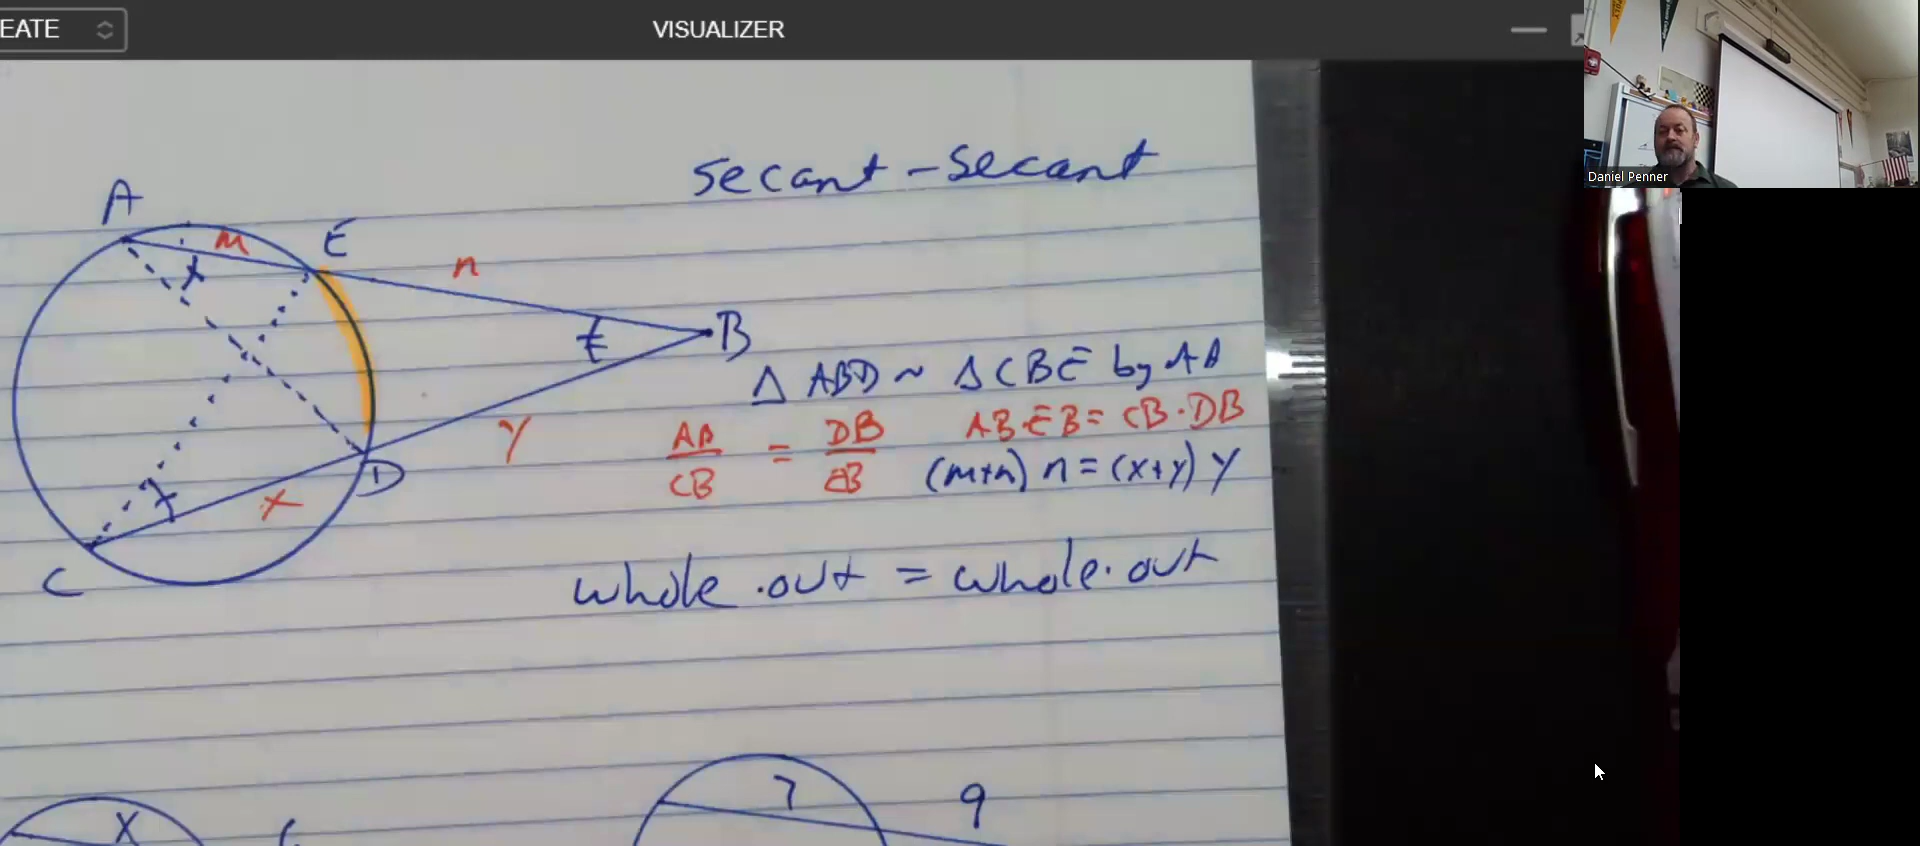 EATE
VISUALIZER
Daniel Penner
secant - secant
A
m
E
n
B
△ ABD ~ △ CBE by AA
AB/CB = DB/EB
AB·EB = CB·DB
(m+n) n = (x+y) y
y
D
x
C
whole · out = whole · out
7
9
x